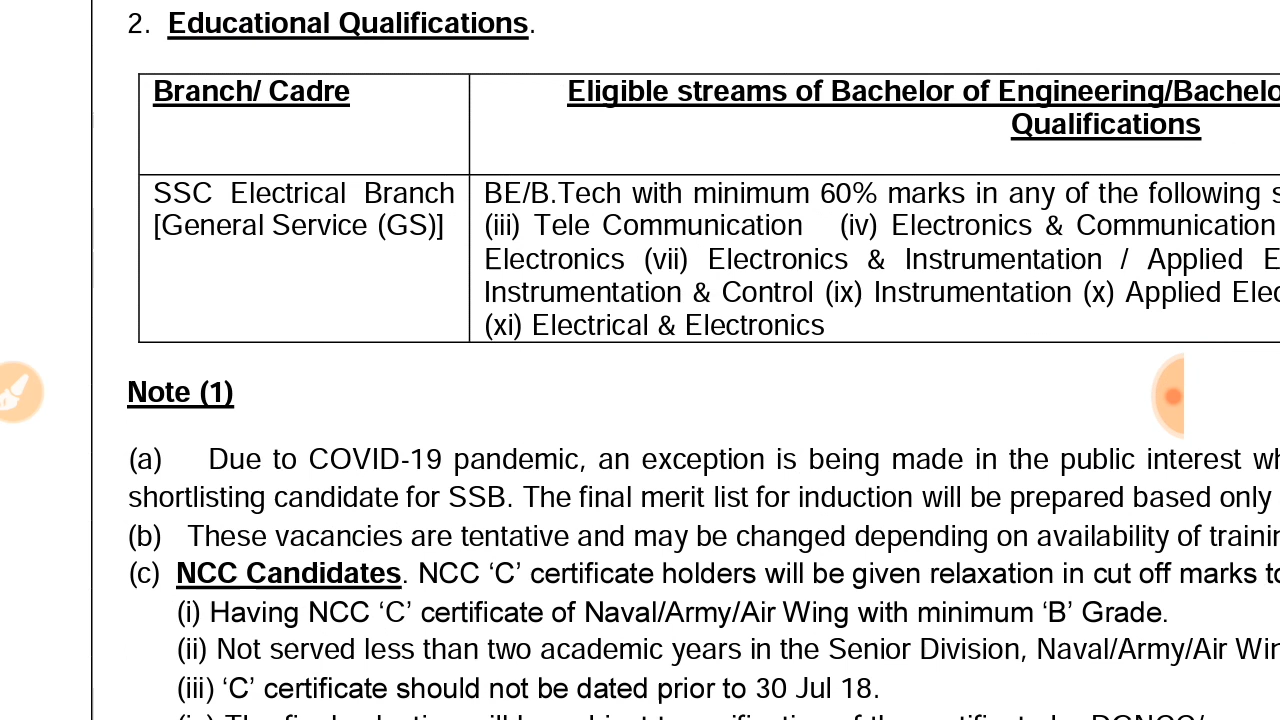 2. Educational Qualifications.
Branch/ Cadre
Eligible streams of Bachelor of Engineering/Bachelo
Qualifications
SSC Electrical Branch
[General Service (GS)]
BE/B.Tech with minimum 60% marks in any of the following s
(iii) Tele Communication (iv) Electronics & Communication
Electronics (vii) Electronics & Instrumentation / Applied E
Instrumentation & Control (ix) Instrumentation (x) Applied Elec
(xi) Electrical & Electronics
Note (1)
(a) Due to COVID-19 pandemic, an exception is being made in the public interest wh
shortlisting candidate for SSB. The final merit list for induction will be prepared based only
(b) These vacancies are tentative and may be changed depending on availability of trainin
(c) NCC Candidates. NCC ‘C’ certificate holders will be given relaxation in cut off marks to
(i) Having NCC ‘C’ certificate of Naval/Army/Air Wing with minimum ‘B’ Grade.
(ii) Not served less than two academic years in the Senior Division, Naval/Army/Air Win
(iii) ‘C’ certificate should not be dated prior to 30 Jul 18.